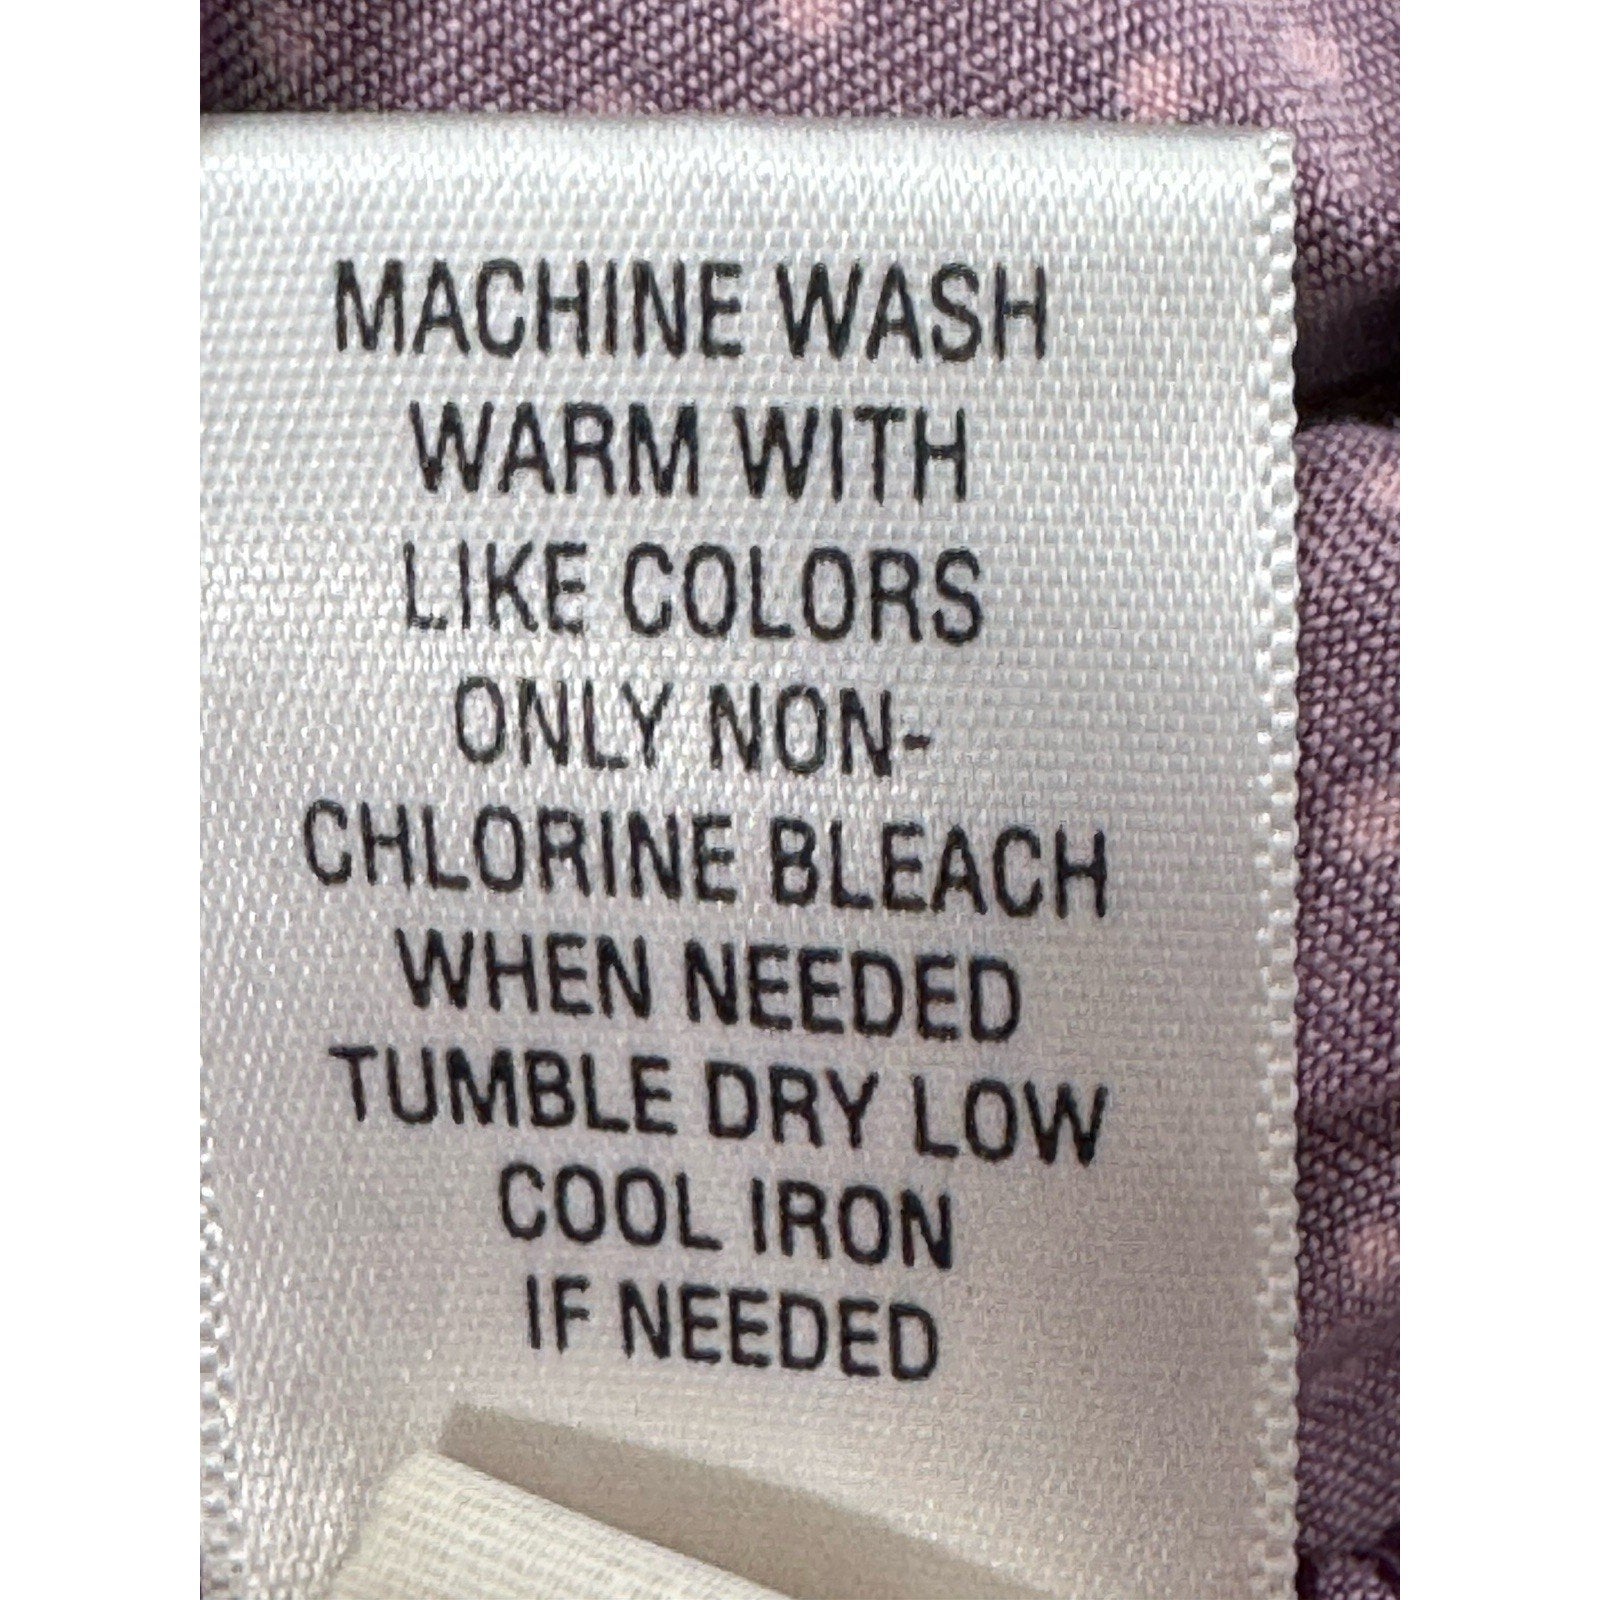 MACHINE WASH
WARM WITH
LIKE COLORS
ONLY NON-
CHLORINE BLEACH
WHEN NEEDED
TUMBLE DRY LOW
COOL IRON
IF NEEDED